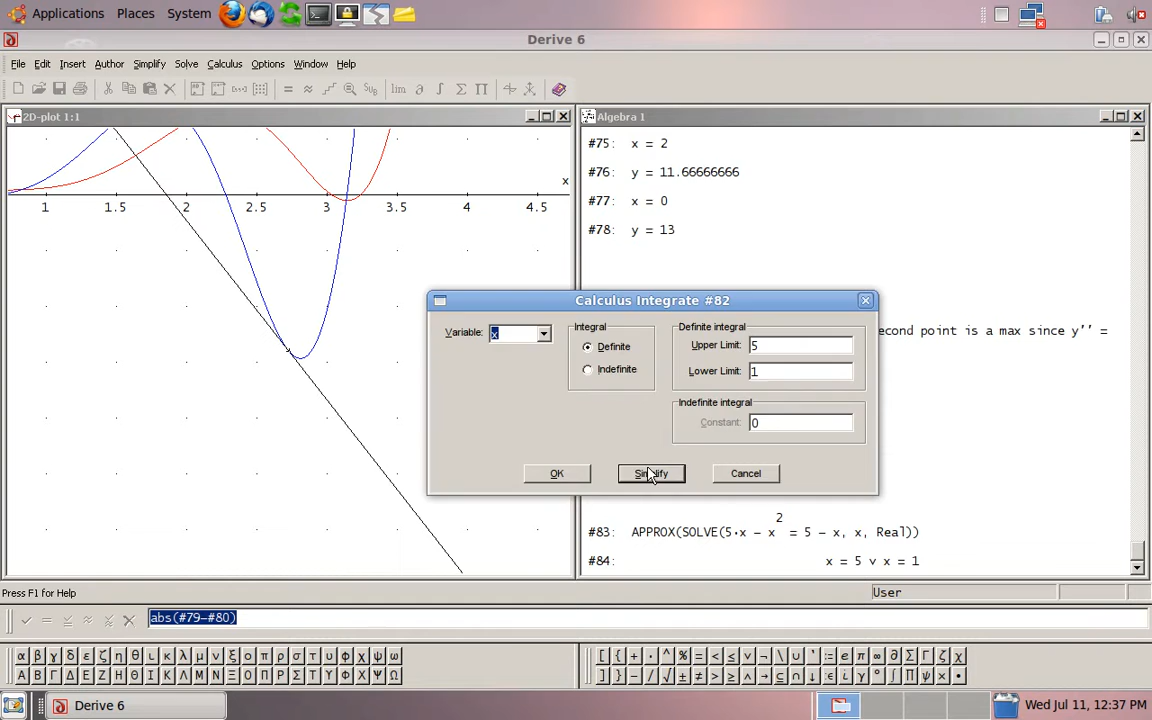 Applications Places System
Derive 6
File Edit Insert Author Simplify Solve Calculus Options Window Help
lim ∂ ∫ Σ Π
2D-plot 1:1
x
1 1.5 2 2.5 3 3.5 4 4.5
Algebra 1
#75: x = 2
#76: y = 11.66666666
#77: x = 0
#78: y = 13
econd point is a max since y'' =
Calculus Integrate #82
Variable: x
Integral
Definite
Indefinite
Definite integral
Upper Limit: 5
Lower Limit: 1
Indefinite integral
Constant: 0
OK Simplify Cancel
2
#83: APPROX(SOLVE(5·x - x = 5 - x, x, Real))
#84: x = 5 ∨ x = 1
Press F1 for Help
User
abs(#79-#80)
α β γ δ ε ζ η θ ι κ λ μ ν ξ ο π ρ σ τ υ φ χ ψ ω
Α Β Γ Δ Ε Ζ Η Θ Ι Κ Λ Μ Ν Ξ Ο Π Ρ Σ Τ Υ Φ Χ Ψ Ω
Derive 6
Wed Jul 11, 12:37 PM